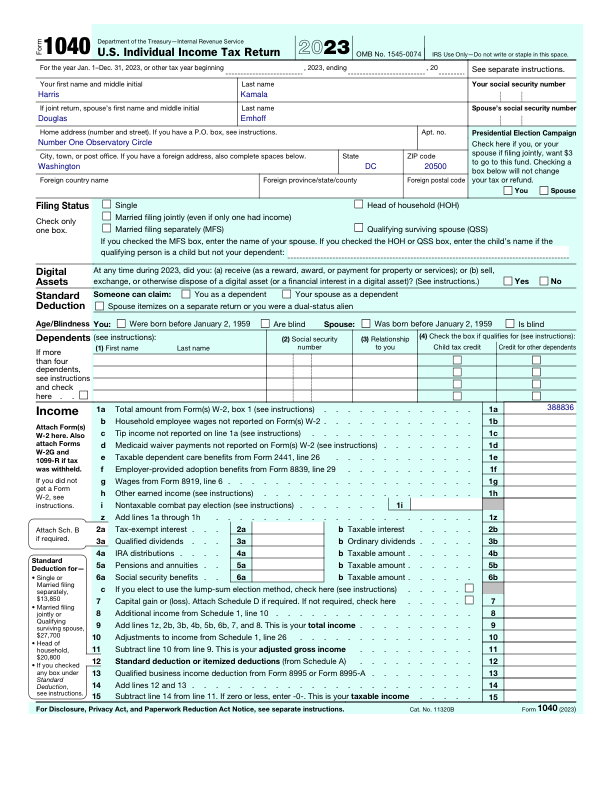 Form 1040 Department of the Treasury—Internal Revenue Service
U.S. Individual Income Tax Return 2023 OMB No. 1545-0074 IRS Use Only—Do not write or staple in this space.
For the year Jan. 1–Dec. 31, 2023, or other tax year beginning , 2023, ending , 20 See separate instructions.
Your first name and middle initial Last name Your social security number
Harris Kamala
If joint return, spouse's first name and middle initial Last name Spouse's social security number
Douglas Emhoff
Home address (number and street). If you have a P.O. box, see instructions. Apt. no.
Number One Observatory Circle
City, town, or post office. If you have a foreign address, also complete spaces below. State ZIP code
Washington DC 20500
Foreign country name Foreign province/state/county Foreign postal code
Presidential Election Campaign
Check here if you, or your
spouse if filing jointly, want $3
to go to this fund. Checking a
box below will not change
your tax or refund.
You Spouse
Filing Status
Check only
one box.
Single Head of household (HOH)
Married filing jointly (even if only one had income)
Married filing separately (MFS) Qualifying surviving spouse (QSS)
If you checked the MFS box, enter the name of your spouse. If you checked the HOH or QSS box, enter the child's name if the
qualifying person is a child but not your dependent:
Digital
Assets
At any time during 2023, did you: (a) receive (as a reward, award, or payment for property or services); or (b) sell,
exchange, or otherwise dispose of a digital asset (or a financial interest in a digital asset)? (See instructions.) Yes No
Standard
Deduction
Someone can claim: You as a dependent Your spouse as a dependent
Spouse itemizes on a separate return or you were a dual-status alien
Age/Blindness You: Were born before January 2, 1959 Are blind Spouse: Was born before January 2, 1959 Is blind
Dependents (see instructions): (2) Social security number (3) Relationship to you (4) Check the box if qualifies for (see instructions):
(1) First name Last name Child tax credit Credit for other dependents
If more
than four
dependents,
see instructions
and check
here . .
Income
Attach Form(s)
W-2 here. Also
attach Forms
W-2G and
1099-R if tax
was withheld.
If you did not
get a Form
W-2, see
instructions.
1a Total amount from Form(s) W-2, box 1 (see instructions) 1a 388836
b Household employee wages not reported on Form(s) W-2 1b
c Tip income not reported on line 1a (see instructions) 1c
d Medicaid waiver payments not reported on Form(s) W-2 (see instructions) 1d
e Taxable dependent care benefits from Form 2441, line 26 1e
f Employer-provided adoption benefits from Form 8839, line 29 1f
g Wages from Form 8919, line 6 1g
h Other earned income (see instructions) 1h
i Nontaxable combat pay election (see instructions) 1i
z Add lines 1a through 1h 1z
Attach Sch. B
if required.
2a Tax-exempt interest 2a b Taxable interest 2b
3a Qualified dividends 3a b Ordinary dividends 3b
4a IRA distributions 4a b Taxable amount 4b
5a Pensions and annuities 5a b Taxable amount 5b
6a Social security benefits 6a b Taxable amount 6b
c If you elect to use the lump-sum election method, check here (see instructions)
7 Capital gain or (loss). Attach Schedule D if required. If not required, check here 7
8 Additional income from Schedule 1, line 10 8
9 Add lines 1z, 2b, 3b, 4b, 5b, 6b, 7, and 8. This is your total income 9
10 Adjustments to income from Schedule 1, line 26 10
11 Subtract line 10 from line 9. This is your adjusted gross income 11
12 Standard deduction or itemized deductions (from Schedule A) 12
13 Qualified business income deduction from Form 8995 or Form 8995-A 13
14 Add lines 12 and 13 14
15 Subtract line 14 from line 11. If zero or less, enter -0-. This is your taxable income 15
Standard
Deduction for—
• Single or
Married filing
separately,
$13,850
• Married filing
jointly or
Qualifying
surviving spouse,
$27,700
• Head of
household,
$20,800
• If you checked
any box under
Standard
Deduction,
see instructions.
For Disclosure, Privacy Act, and Paperwork Reduction Act Notice, see separate instructions. Cat. No. 11320B Form 1040 (2023)